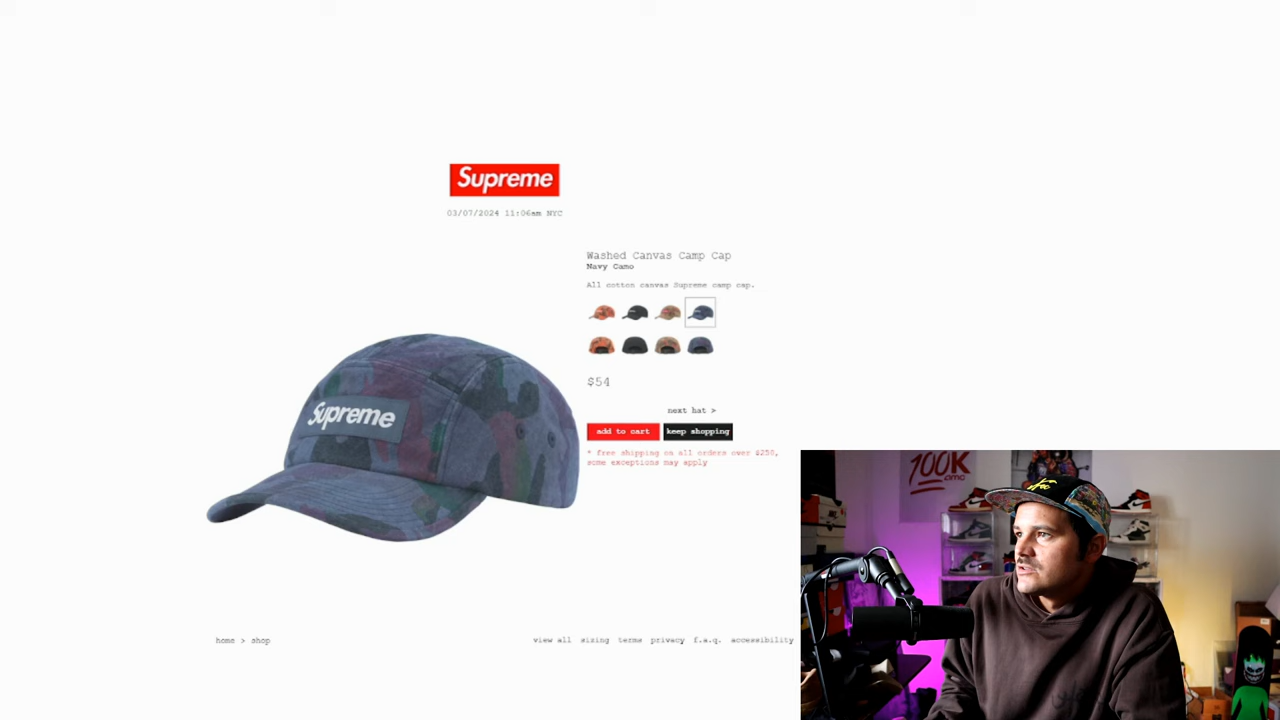 Supreme
03/07/2024 11:06am NYC
Washed Canvas Camp Cap
Navy Camo
All cotton canvas Supreme camp cap.
$54
next hat >
add to cart
keep shopping
* free shipping on all orders over $250,
some exceptions may apply
Supreme
100K
home > shop
view all sizing terms privacy f.a.q. accessibility